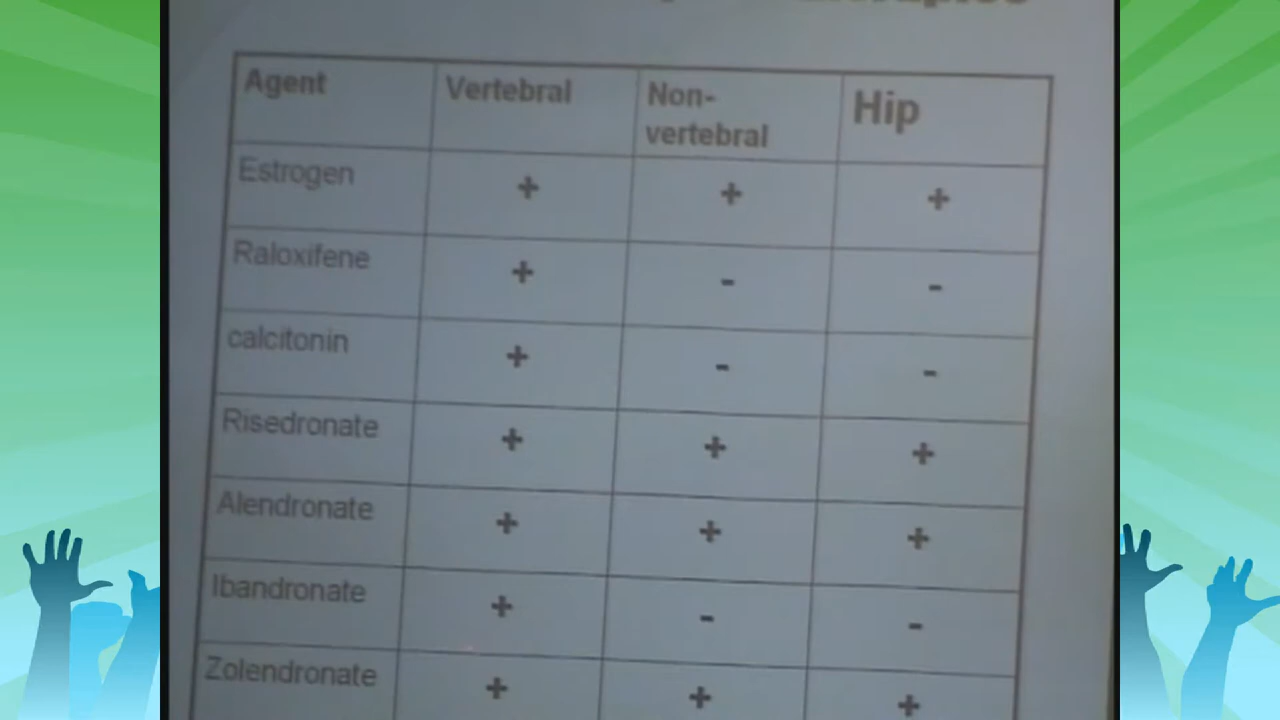 Agent Vertebral Non-vertebral Hip
Estrogen + + +
Raloxifene + - -
calcitonin + - -
Risedronate + + +
Alendronate + + +
Ibandronate + - -
Zolendronate + + +